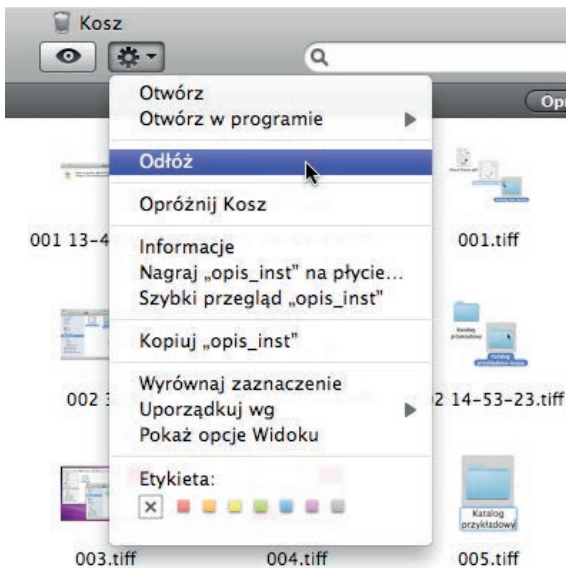 Kosz
Opr
Otwórz
Otwórz w programie
Odłóż
Opróżnij Kosz
Informacje
Nagraj „opis_inst” na płycie...
Szybki przegląd „opis_inst”
Kopiuj „opis_inst”
Wyrównaj zaznaczenie
Uporządkuj wg
Pokaż opcje Widoku
Etykieta:
001 13-4
001.tiff
002 3
2 14-53-23.tiff
Katalog
przykładowy
003.tiff
004.tiff
005.tiff